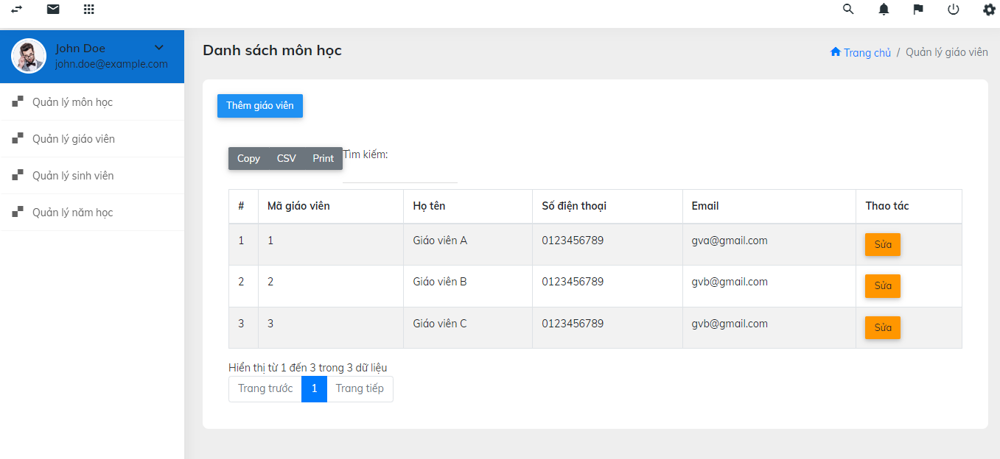 John Doe
john.doe@example.com
Quản lý môn học
Quản lý giáo viên
Quản lý sinh viên
Quản lý năm học
Danh sách môn học
Trang chủ / Quản lý giáo viên
Thêm giáo viên
Copy CSV Print Tìm kiếm:
# Mã giáo viên Họ tên Số điện thoại Email Thao tác
1 1 Giáo viên A 0123456789 gva@gmail.com Sửa
2 2 Giáo viên B 0123456789 gvb@gmail.com Sửa
3 3 Giáo viên C 0123456789 gvb@gmail.com Sửa
Hiển thị từ 1 đến 3 trong 3 dữ liệu
Trang trước 1 Trang tiếp